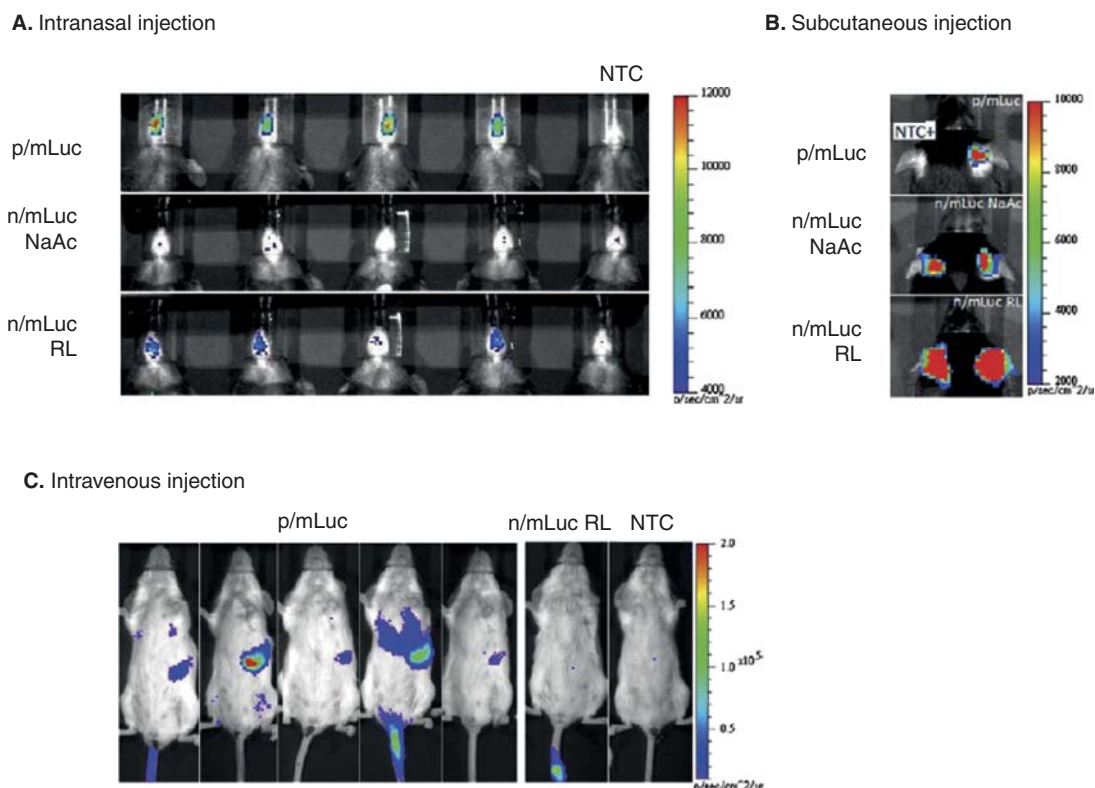 A. Intranasal injection
NTC
p/mLuc
n/mLuc
NaAc
n/mLuc
RL
12000
10000
8000
6000
4000
p/sec/cm^2/sr
B. Subcutaneous injection
p/mLuc
n/mLuc
NaAc
n/mLuc
RL
p/mLuc
NTC+
n/mLuc NaAc
n/mLuc RL
10000
8000
6000
4000
2000
p/sec/cm^2/sr
C. Intravenous injection
p/mLuc
n/mLuc RL
NTC
2.0
1.5
1.0
x10^5
0.5